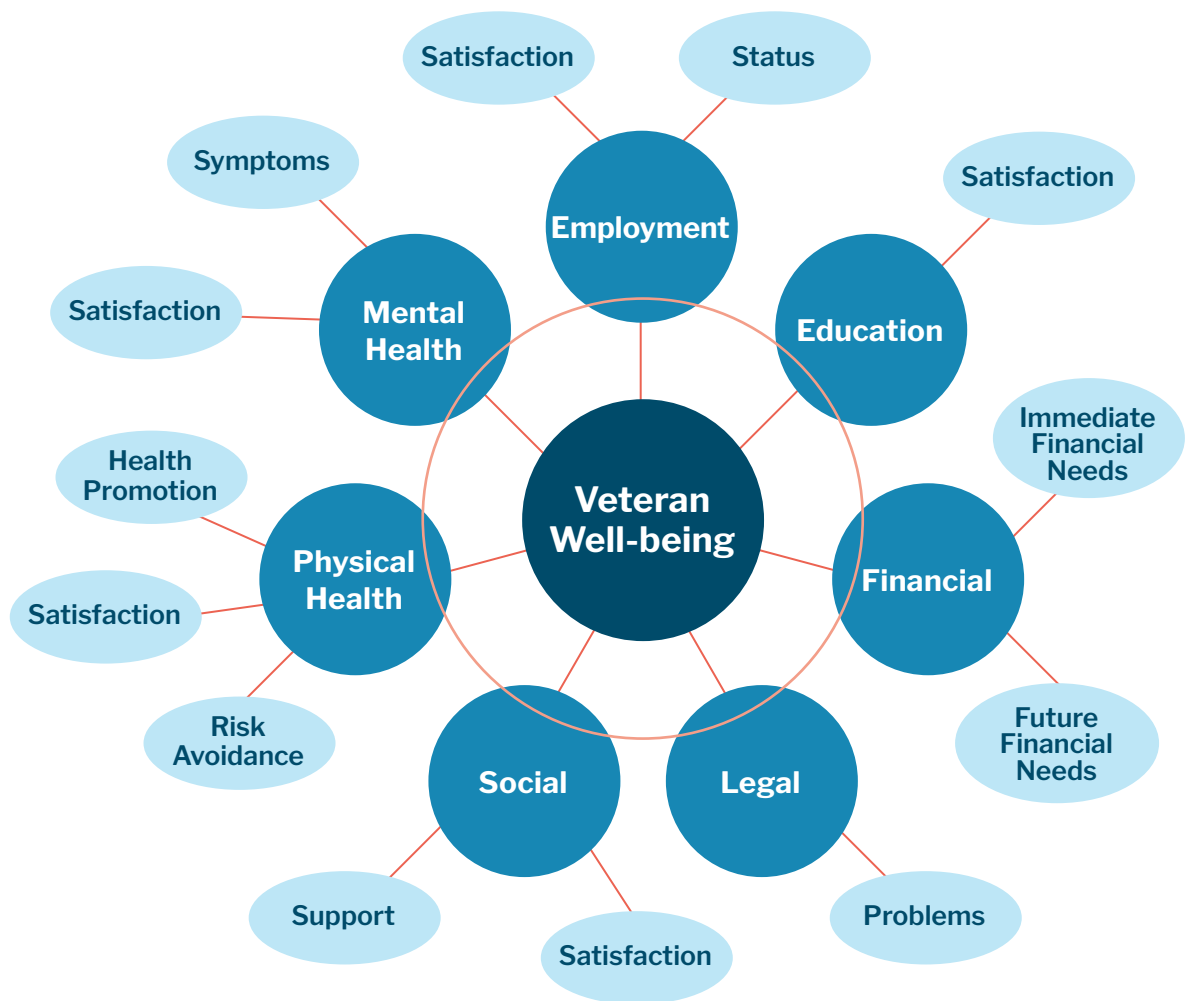 Satisfaction
Status
Symptoms
Satisfaction
Employment
Mental
Health
Education
Satisfaction
Immediate
Financial
Needs
Health
Promotion
Veteran
Well-being
Physical
Health
Financial
Satisfaction
Risk
Avoidance
Future
Financial
Needs
Social
Legal
Support
Problems
Satisfaction